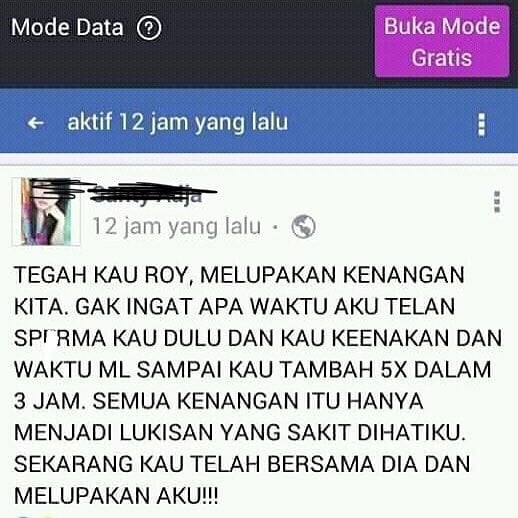 Mode Data ?
Buka Mode
Gratis
aktif 12 jam yang lalu
12 jam yang lalu
TEGAH KAU ROY, MELUPAKAN KENANGAN
KITA. GAK INGAT APA WAKTU AKU TELAN
SPERMA KAU DULU DAN KAU KEENAKAN DAN
WAKTU ML SAMPAI KAU TAMBAH 5X DALAM
3 JAM. SEMUA KENANGAN ITU HANYA
MENJADI LUKISAN YANG SAKIT DIHATIKU.
SEKARANG KAU TELAH BERSAMA DIA DAN
MELUPAKAN AKU!!!